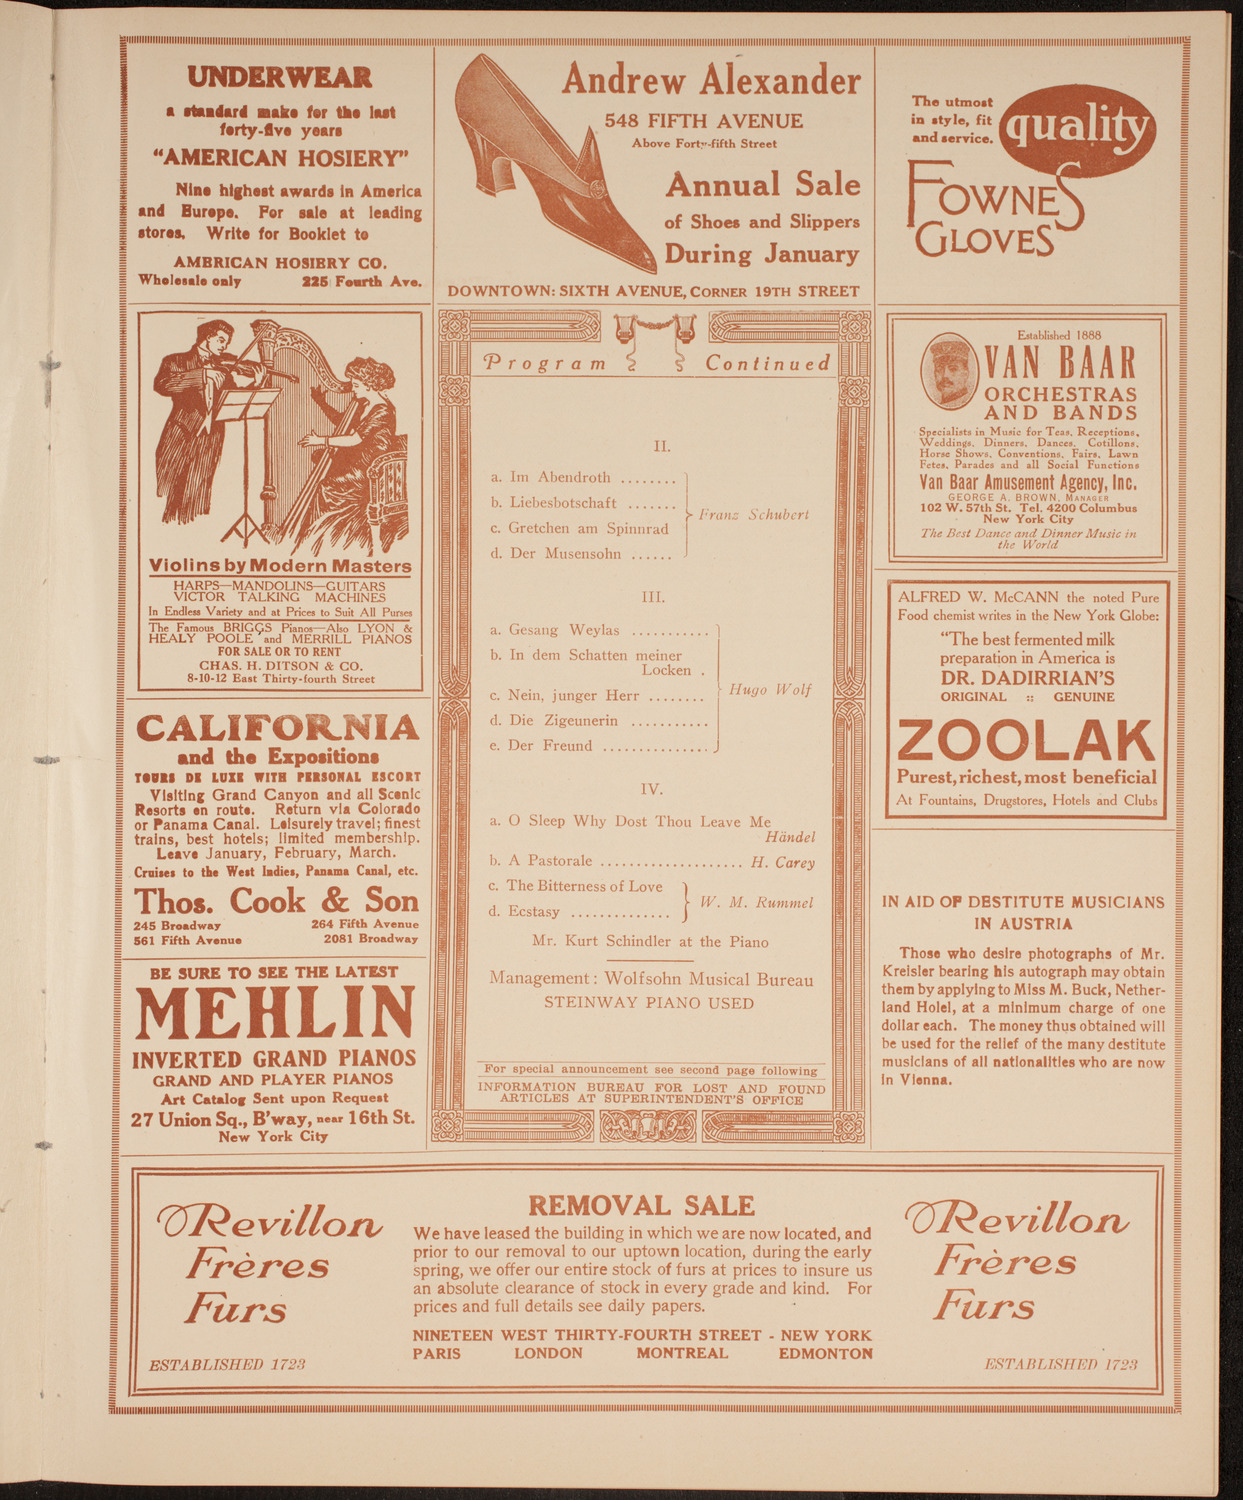 UNDERWEAR
a standard make for the last
forty-five years
"AMERICAN HOSIERY"
Nine highest awards in America
and Europe. For sale at leading
stores. Write for Booklet to
AMERICAN HOSIERY CO.
Wholesale only 225 Fourth Ave.
Andrew Alexander
548 FIFTH AVENUE
Above Forty-fifth Street
Annual Sale
of Shoes and Slippers
During January
DOWNTOWN: SIXTH AVENUE, CORNER 19TH STREET
The utmost
in style, fit
and service.
quality
FOWNES
GLOVES
Violins by Modern Masters
HARPS—MANDOLINS—GUITARS
VICTOR TALKING MACHINES
In Endless Variety and at Prices to Suit All Purses
The Famous BRIGGS Pianos—Also LYON &
HEALY POOLE and MERRILL PIANOS
FOR SALE OR TO RENT
CHAS. H. DITSON & CO.
8-10-12 East Thirty-fourth Street
CALIFORNIA
and the Expositions
TOURS DE LUXE WITH PERSONAL ESCORT
Visiting Grand Canyon and all Scenic
Resorts en route. Return via Colorado
or Panama Canal. Leisurely travel; finest
trains, best hotels; limited membership.
Leave January, February, March.
Cruises to the West Indies, Panama Canal, etc.
Thos. Cook & Son
245 Broadway 264 Fifth Avenue
561 Fifth Avenue 2081 Broadway
BE SURE TO SEE THE LATEST
MEHLIN
INVERTED GRAND PIANOS
GRAND AND PLAYER PIANOS
Art Catalog Sent upon Request
27 Union Sq., B'way, near 16th St.
New York City
Program Continued
II.
a. Im Abendroth ........
b. Liebesbotschaft .......
c. Gretchen am Spinnrad
d. Der Musensohn ......
Franz Schubert
III.
a. Gesang Weylas ...........
b. In dem Schatten meiner
Locken .
c. Nein, junger Herr ........
d. Die Zigeunerin ...........
e. Der Freund ...............
Hugo Wolf
IV.
a. O Sleep Why Dost Thou Leave Me
Händel
b. A Pastorale .................... H. Carey
c. The Bitterness of Love
d. Ecstasy ..............
W. M. Rummel
Mr. Kurt Schindler at the Piano
Management: Wolfsohn Musical Bureau
STEINWAY PIANO USED
For special announcement see second page following
INFORMATION BUREAU FOR LOST AND FOUND
ARTICLES AT SUPERINTENDENT'S OFFICE
Established 1888
VAN BAAR
ORCHESTRAS
AND BANDS
Specialists in Music for Teas, Receptions,
Weddings, Dinners, Dances, Cotillons,
Horse Shows, Conventions, Fairs, Lawn
Fetes, Parades and all Social Functions
Van Baar Amusement Agency, Inc.
GEORGE A. BROWN, MANAGER
102 W. 57th St. Tel. 4200 Columbus
New York City
The Best Dance and Dinner Music in
the World
ALFRED W. McCANN the noted Pure
Food chemist writes in the New York Globe:
"The best fermented milk
preparation in America is
DR. DADIRRIAN'S
ORIGINAL :: GENUINE
ZOOLAK
Purest, richest, most beneficial
At Fountains, Drugstores, Hotels and Clubs
IN AID OF DESTITUTE MUSICIANS
IN AUSTRIA
Those who desire photographs of Mr.
Kreisler bearing his autograph may obtain
them by applying to Miss M. Buck, Nether-
land Hotel, at a minimum charge of one
dollar each. The money thus obtained will
be used for the relief of the many destitute
musicians of all nationalities who are now
in Vienna.
Revillon
Frères
Furs
ESTABLISHED 1723
REMOVAL SALE
We have leased the building in which we are now located, and
prior to our removal to our uptown location, during the early
spring, we offer our entire stock of furs at prices to insure us
an absolute clearance of stock in every grade and kind. For
prices and full details see daily papers.
NINETEEN WEST THIRTY-FOURTH STREET - NEW YORK
PARIS LONDON MONTREAL EDMONTON
Revillon
Frères
Furs
ESTABLISHED 1723